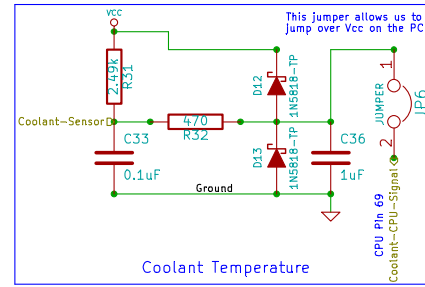 vcc
This jumper allows us to
jump over Vcc on the PC
2.49k
R31
D12
1N5818-TP
1
JUMPER
JP6
Coolant-Sensor
470
R32
C33
0.1uF
D13
1N5818-TP
C36
1uF
2
Ground
CPU Pin 69
Coolant-CPU-Signal
Coolant Temperature